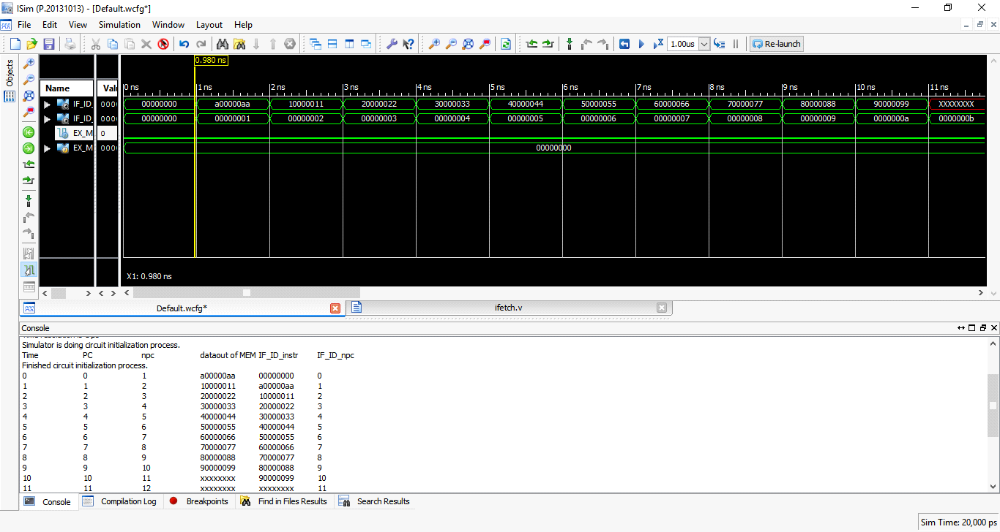 ISim (P.20131013) - [Default.wcfg*]
File Edit View Simulation Window Layout Help
1.00us Re-launch
Objects
0.980 ns
Name Valu
0 ns 1 ns 2 ns 3 ns 4 ns 5 ns 6 ns 7 ns 8 ns 9 ns 10 ns 11 ns
IF_ID_ 000 00000000 a00000aa 10000011 20000022 30000033 40000044 50000055 60000066 70000077 80000088 90000099 XXXXXXXX
IF_ID_ 000 00000000 00000001 00000002 00000003 00000004 00000005 00000006 00000007 00000008 00000009 0000000a 0000000b
EX_M 0
EX_M 000 00000000
X1: 0.980 ns
Default.wcfg* ifetch.v
Console
Simulator is doing circuit initialization process.
Time PC npc dataout of MEM IF_ID_instr IF_ID_npc
Finished circuit initialization process.
0 0 1 a00000aa 00000000 0
1 1 2 10000011 a00000aa 1
2 2 3 20000022 10000011 2
3 3 4 30000033 20000022 3
4 4 5 40000044 30000033 4
5 5 6 50000055 40000044 5
6 6 7 60000066 50000055 6
7 7 8 70000077 60000066 7
8 8 9 80000088 70000077 8
9 9 10 90000099 80000088 9
10 10 11 xxxxxxxx 90000099 10
11 11 12 xxxxxxxx xxxxxxxx 11
Console Compilation Log Breakpoints Find in Files Results Search Results
Sim Time: 20,000 ps